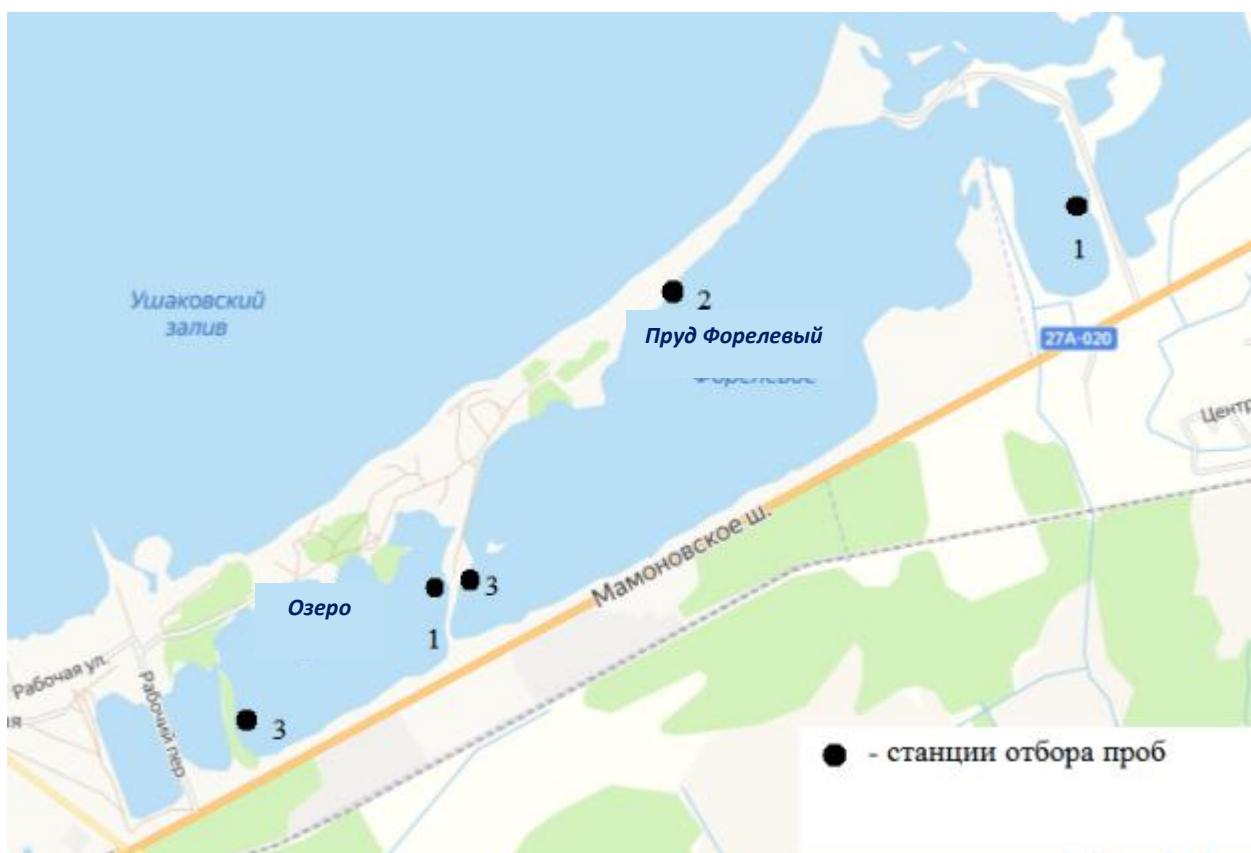 1
Ушаковский
залив
2
Пруд Форелевый
27А-020
Центр
Мамоновское ш.
3
Озеро
1
Рабочая ул.
Рабочий пер
3
ая
- станции отбора проб